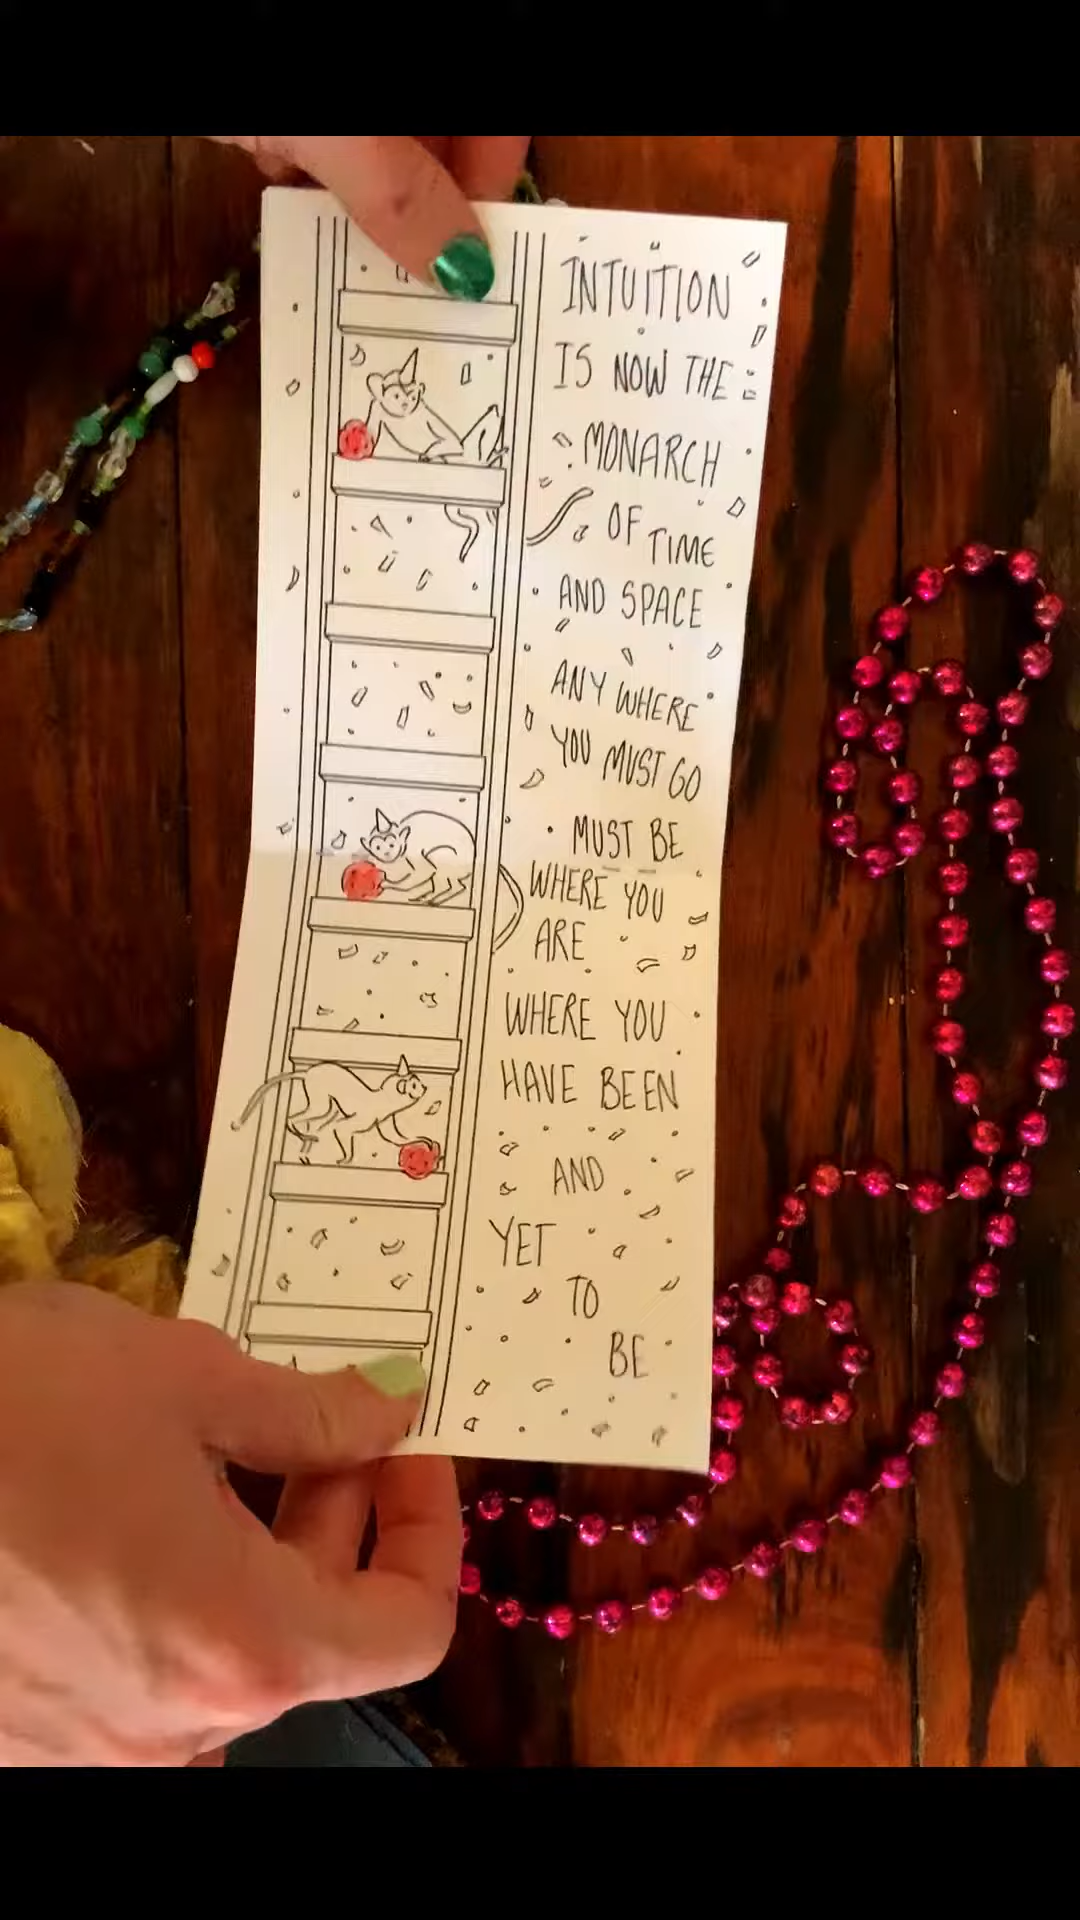 INTUITION
IS NOW THE
MONARCH
OF TIME
AND SPACE
ANY WHERE
YOU MUST GO
MUST BE
WHERE YOU
ARE
WHERE YOU
HAVE BEEN
AND
YET
TO
BE